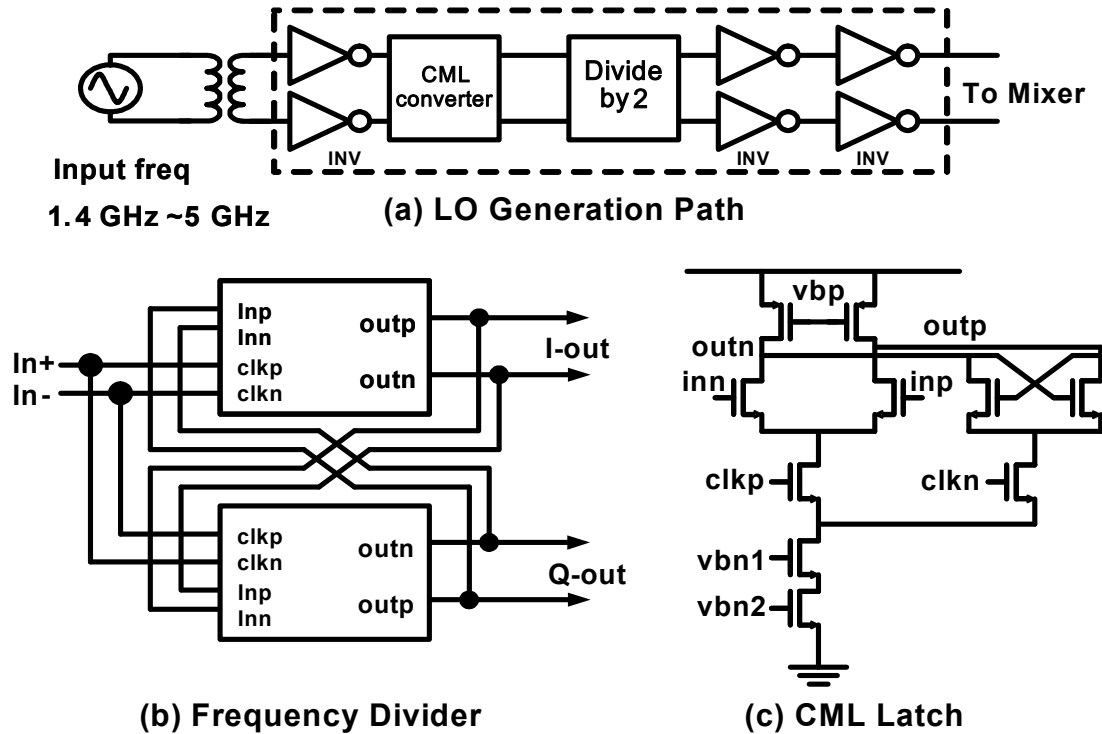 CML
converter
Divide
by 2
To Mixer
INV
INV
INV
Input freq
1.4 GHz ~5 GHz
(a) LO Generation Path
In+
In-
Inp
Inn
clkp
clkn
outp
outn
I-out
clkp
clkn
Inp
Inn
outn
outp
Q-out
(b) Frequency Divider
vbp
outp
outn
inn
inp
clkp
clkn
vbn1
vbn2
(c) CML Latch